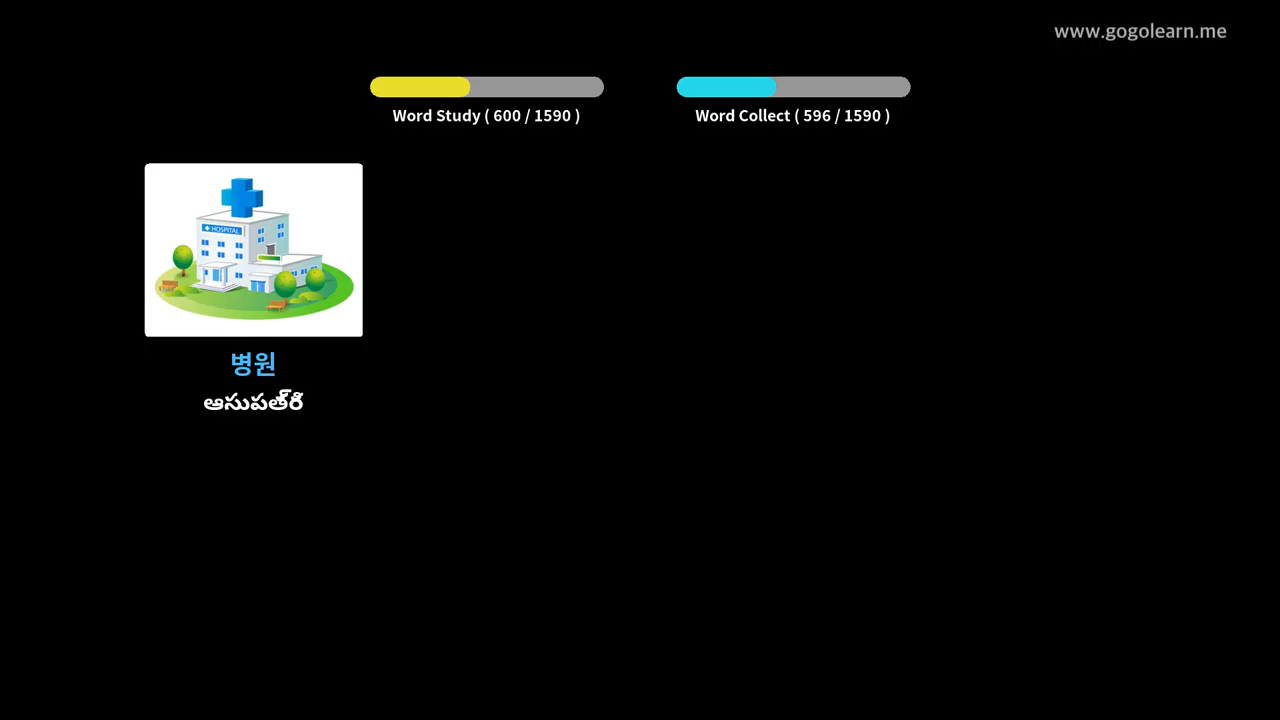 www.gogolearn.me
Word Study ( 600 / 1590 )
Word Collect ( 596 / 1590 )
HOSPITAL
병원
ఆసుపత్రి